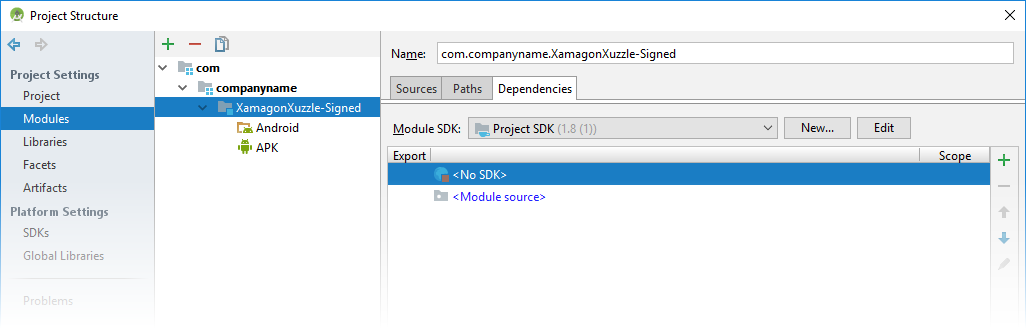 Project Structure
Project Settings
Project
Modules
Libraries
Facets
Artifacts
Platform Settings
SDKs
Global Libraries
Problems
com
companyname
XamagonXuzzle-Signed
Android
APK
Name: com.companyname.XamagonXuzzle-Signed
Sources Paths Dependencies
Module SDK: Project SDK (1.8 (1)) New... Edit
Export Scope
<No SDK>
<Module source>